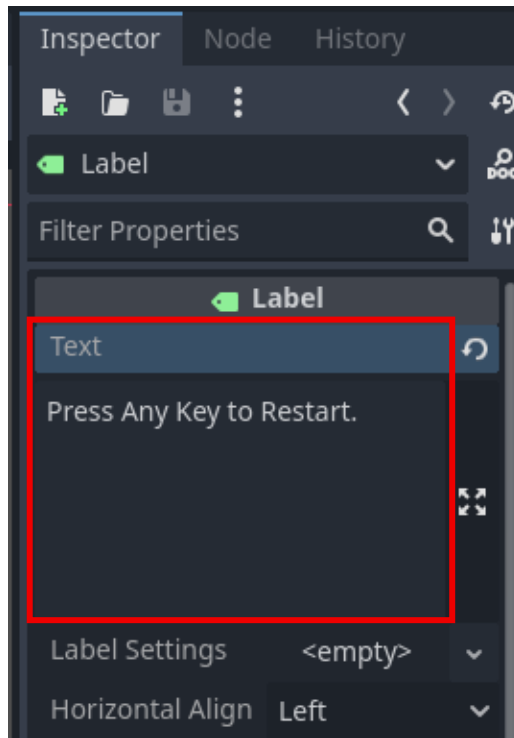 Inspector Node History
Label
DOC
Filter Properties
Label
Text
Press Any Key to Restart.
Label Settings <empty>
Horizontal Align Left